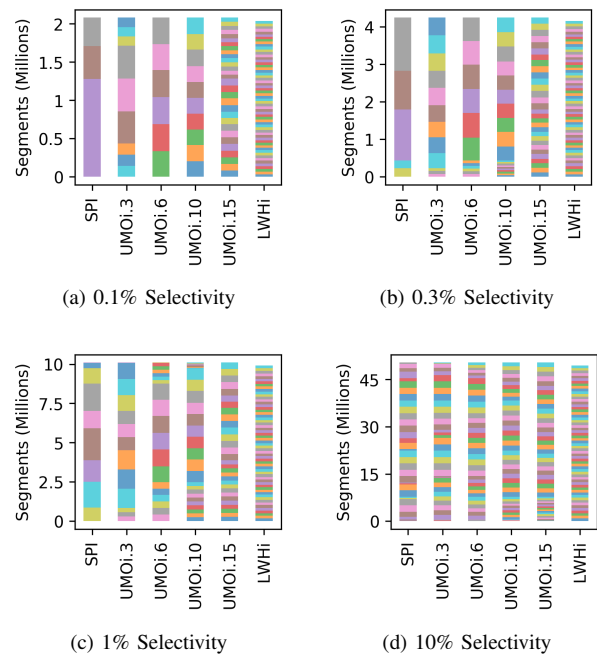 Segments (Millions)
2
1.5
1
0.5
0
SPI
UMOi.3
UMOi.6
UMOi.10
UMOi.15
LWHi
(a) 0.1% Selectivity
Segments (Millions)
4
3
2
1
0
SPI
UMOi.3
UMOi.6
UMOi.10
UMOi.15
LWHi
(b) 0.3% Selectivity
Segments (Millions)
10
7.5
5
2.5
0
SPI
UMOi.3
UMOi.6
UMOi.10
UMOi.15
LWHi
(c) 1% Selectivity
Segments (Millions)
45
30
15
0
SPI
UMOi.3
UMOi.6
UMOi.10
UMOi.15
LWHi
(d) 10% Selectivity